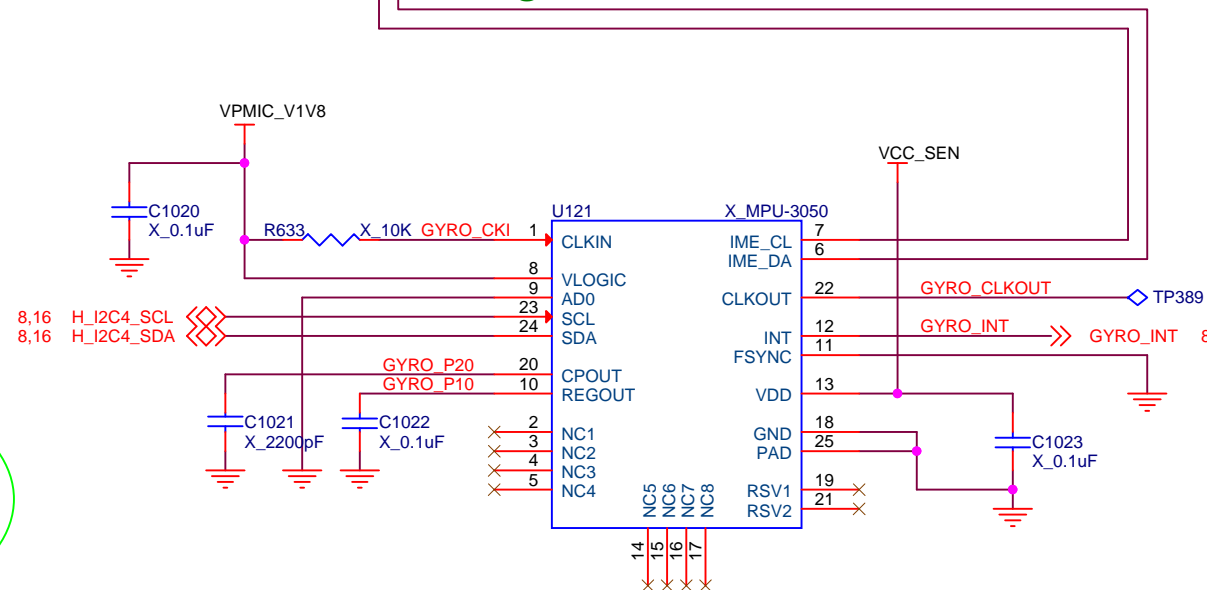 VPMIC_V1V8
VCC_SEN
C1020
X_0.1uF
U121
X_MPU-3050
R633
X_10K
GYRO_CKI
1
CLKIN
7
IME_CL
6
IME_DA
8
VLOGIC
9
AD0
22
CLKOUT
GYRO_CLKOUT
TP389
8,16
H_I2C4_SCL
23
SCL
8,16
H_I2C4_SDA
24
SDA
12
INT
GYRO_INT
GYRO_INT
8
11
FSYNC
GYRO_P20
20
CPOUT
GYRO_P10
10
REGOUT
13
VDD
C1021
X_2200pF
C1022
X_0.1uF
2
NC1
3
NC2
4
NC3
5
NC4
18
GND
25
PAD
C1023
X_0.1uF
19
RSV1
21
RSV2
NC5
NC6
NC7
NC8
14
15
16
17